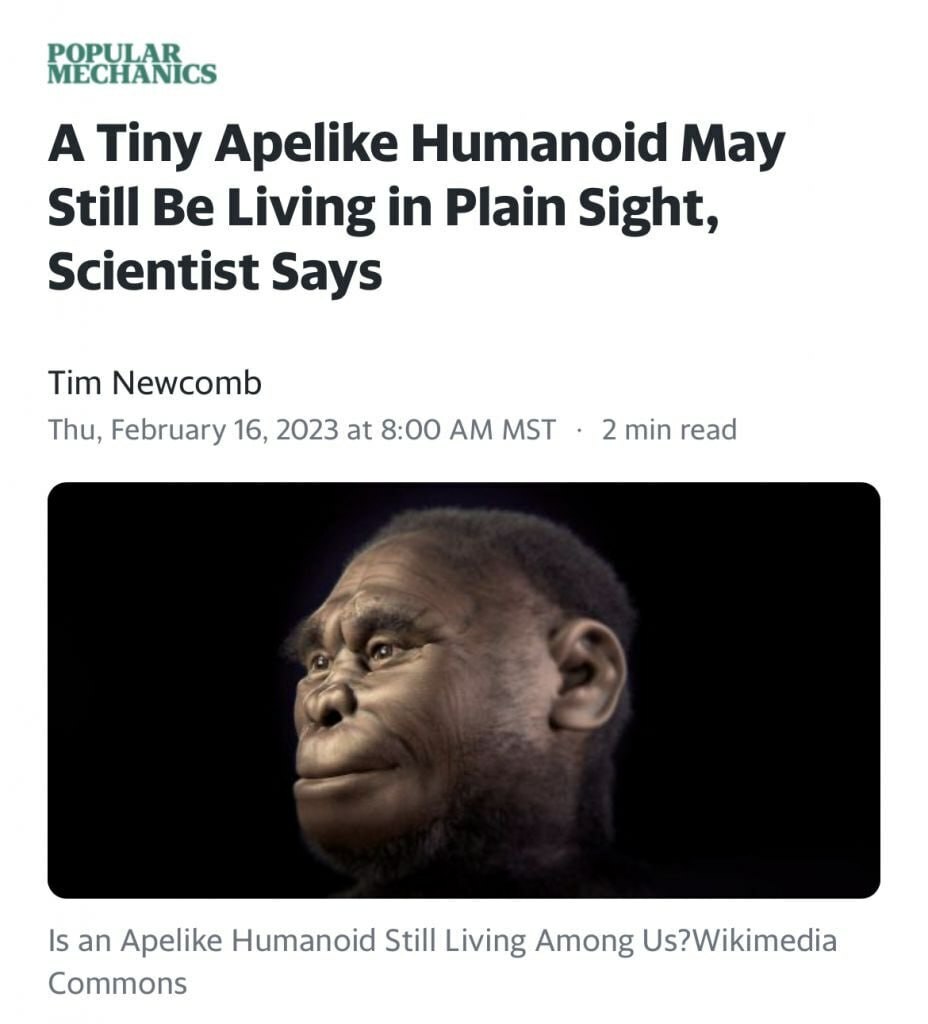 POPULAR
MECHANICS
A Tiny Apelike Humanoid May
Still Be Living in Plain Sight,
Scientist Says
Tim Newcomb
Thu, February 16, 2023 at 8:00 AM MST · 2 min read
Is an Apelike Humanoid Still Living Among Us?Wikimedia
Commons